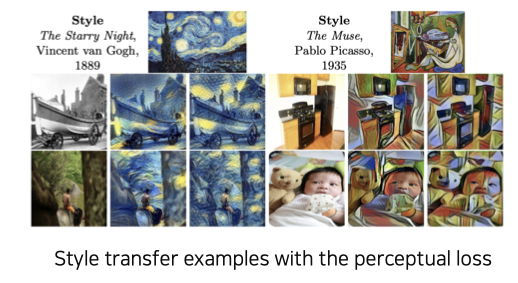 Style
The Starry Night,
Vincent van Gogh,
1889
Style
The Muse,
Pablo Picasso,
1935
Style transfer examples with the perceptual loss